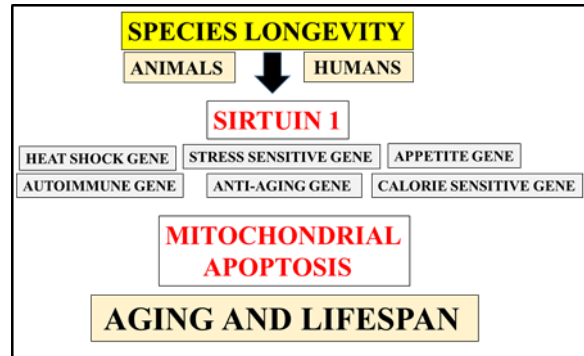 SPECIES LONGEVITY
ANIMALS HUMANS
SIRTUIN 1
HEAT SHOCK GENE STRESS SENSITIVE GENE APPETITE GENE
AUTOIMMUNE GENE ANTI-AGING GENE CALORIE SENSITIVE GENE
MITOCHONDRIAL
APOPTOSIS
AGING AND LIFESPAN